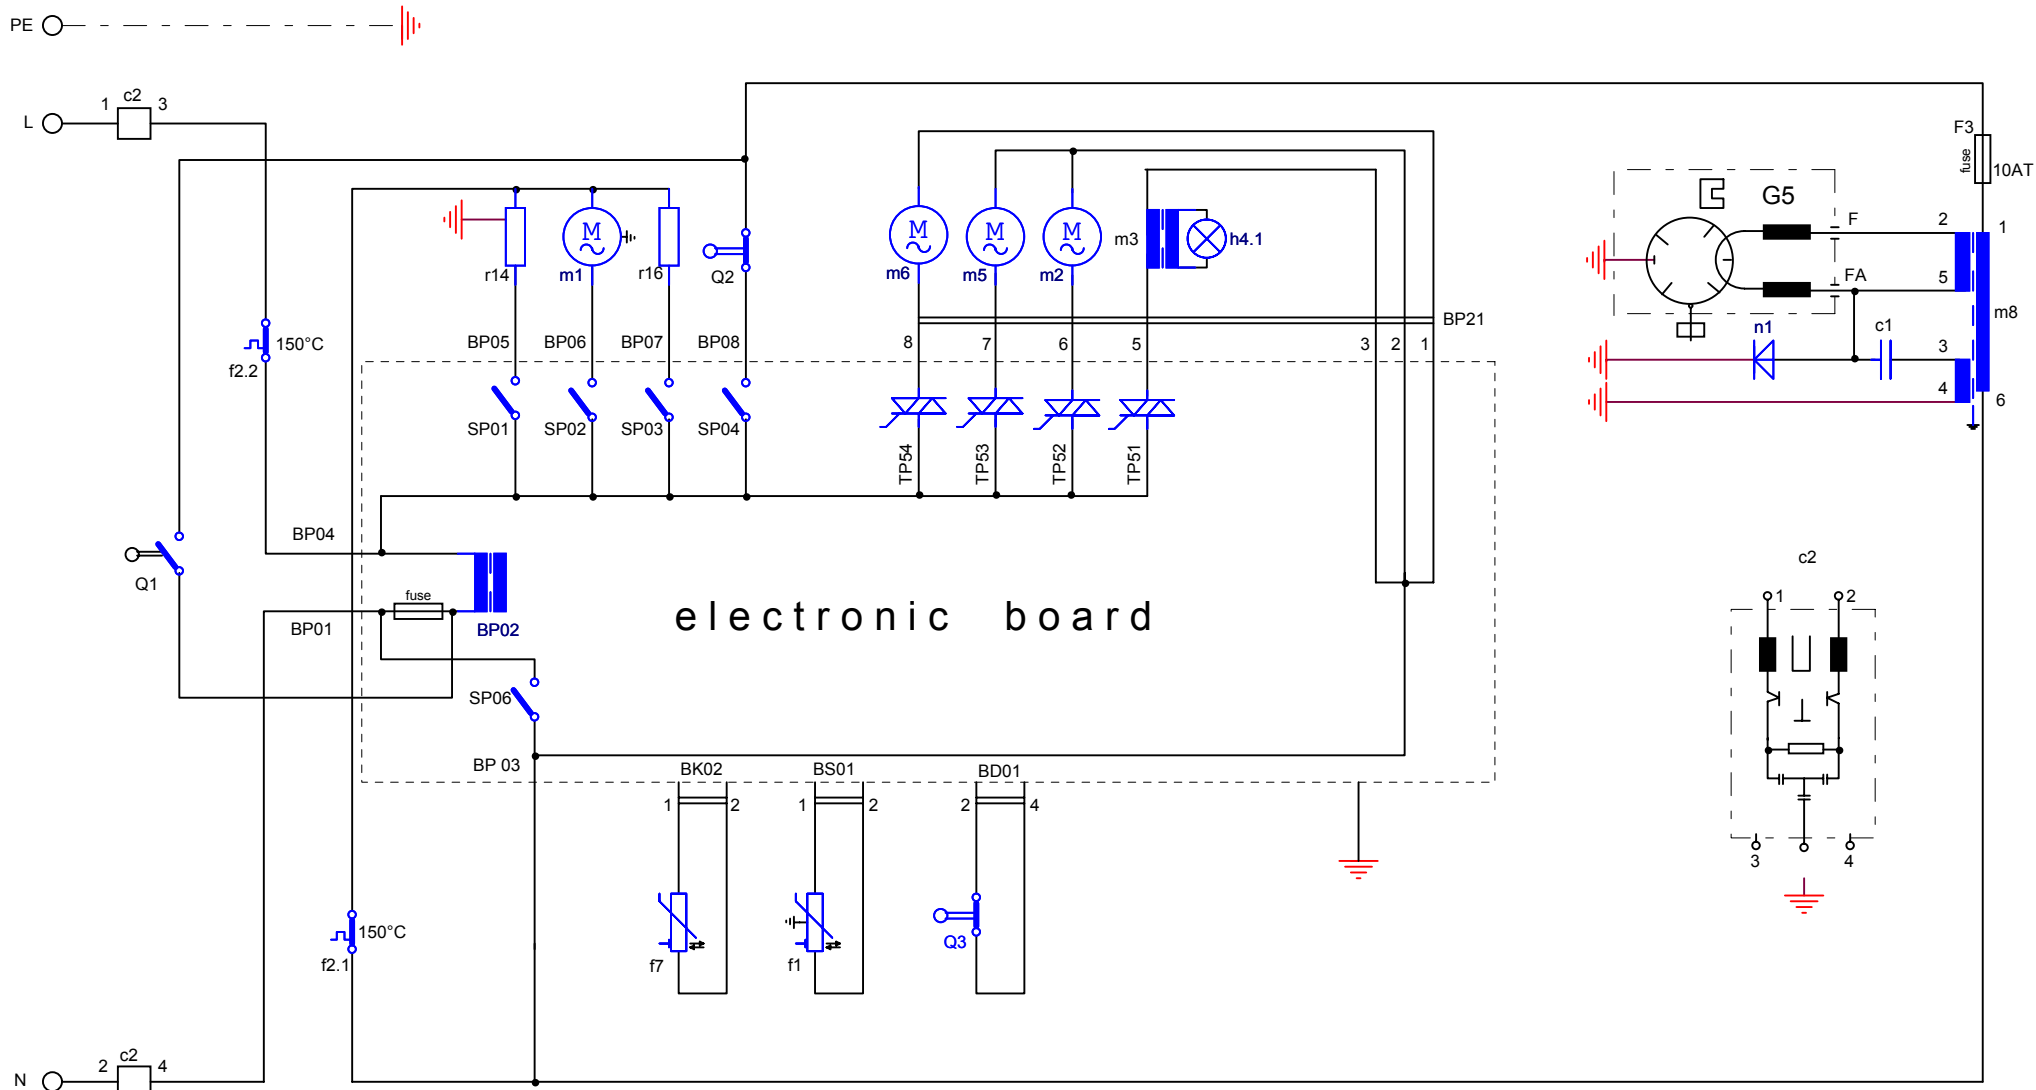 PE
L
1 c2 3
150°C
f2.2
r14
M
m1
r16
Q2
M
m6
M
m5
M
m2
m3
h4.1
BP05
BP06
BP07
BP08
8
7
6
5
3
2
1
BP21
SP01
SP02
SP03
SP04
TP54
TP53
TP52
TP51
F3
fuse
10AT
G5
F
FA
2
1
5
m8
n1
c1
3
4
6
BP04
Q1
fuse
BP01
BP02
electronic board
SP06
BP 03
BK02
BS01
BD01
1
2
1
2
2
4
f7
f1
Q3
150°C
f2.1
c2
1
2
3
4
N
2 c2 4